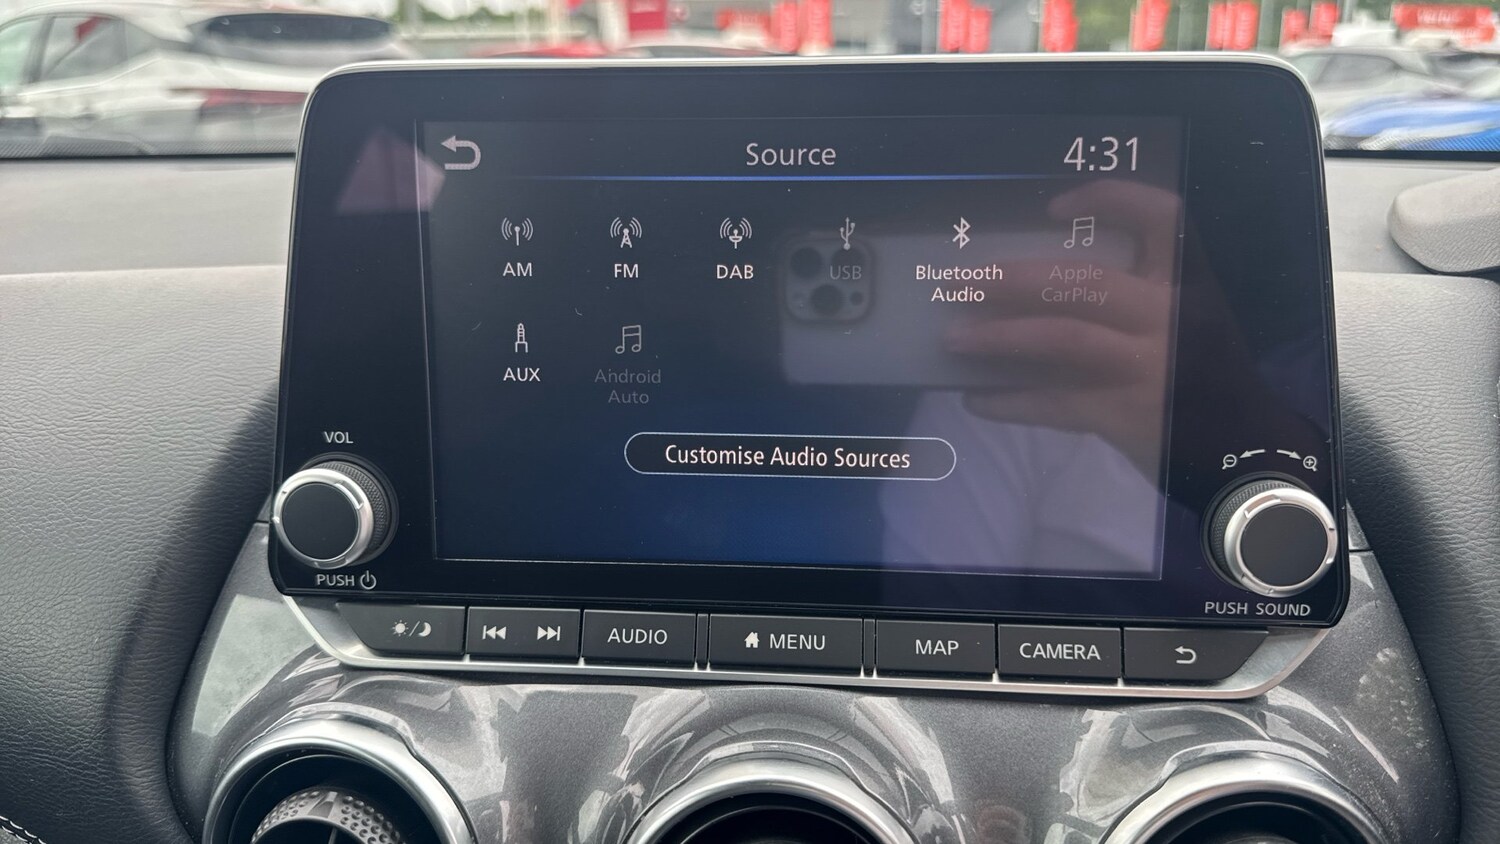 Source
4:31
AM
FM
DAB
USB
Bluetooth
Audio
Apple
CarPlay
AUX
Android
Auto
Customise Audio Sources
VOL
PUSH
PUSH SOUND
AUDIO
MENU
MAP
CAMERA